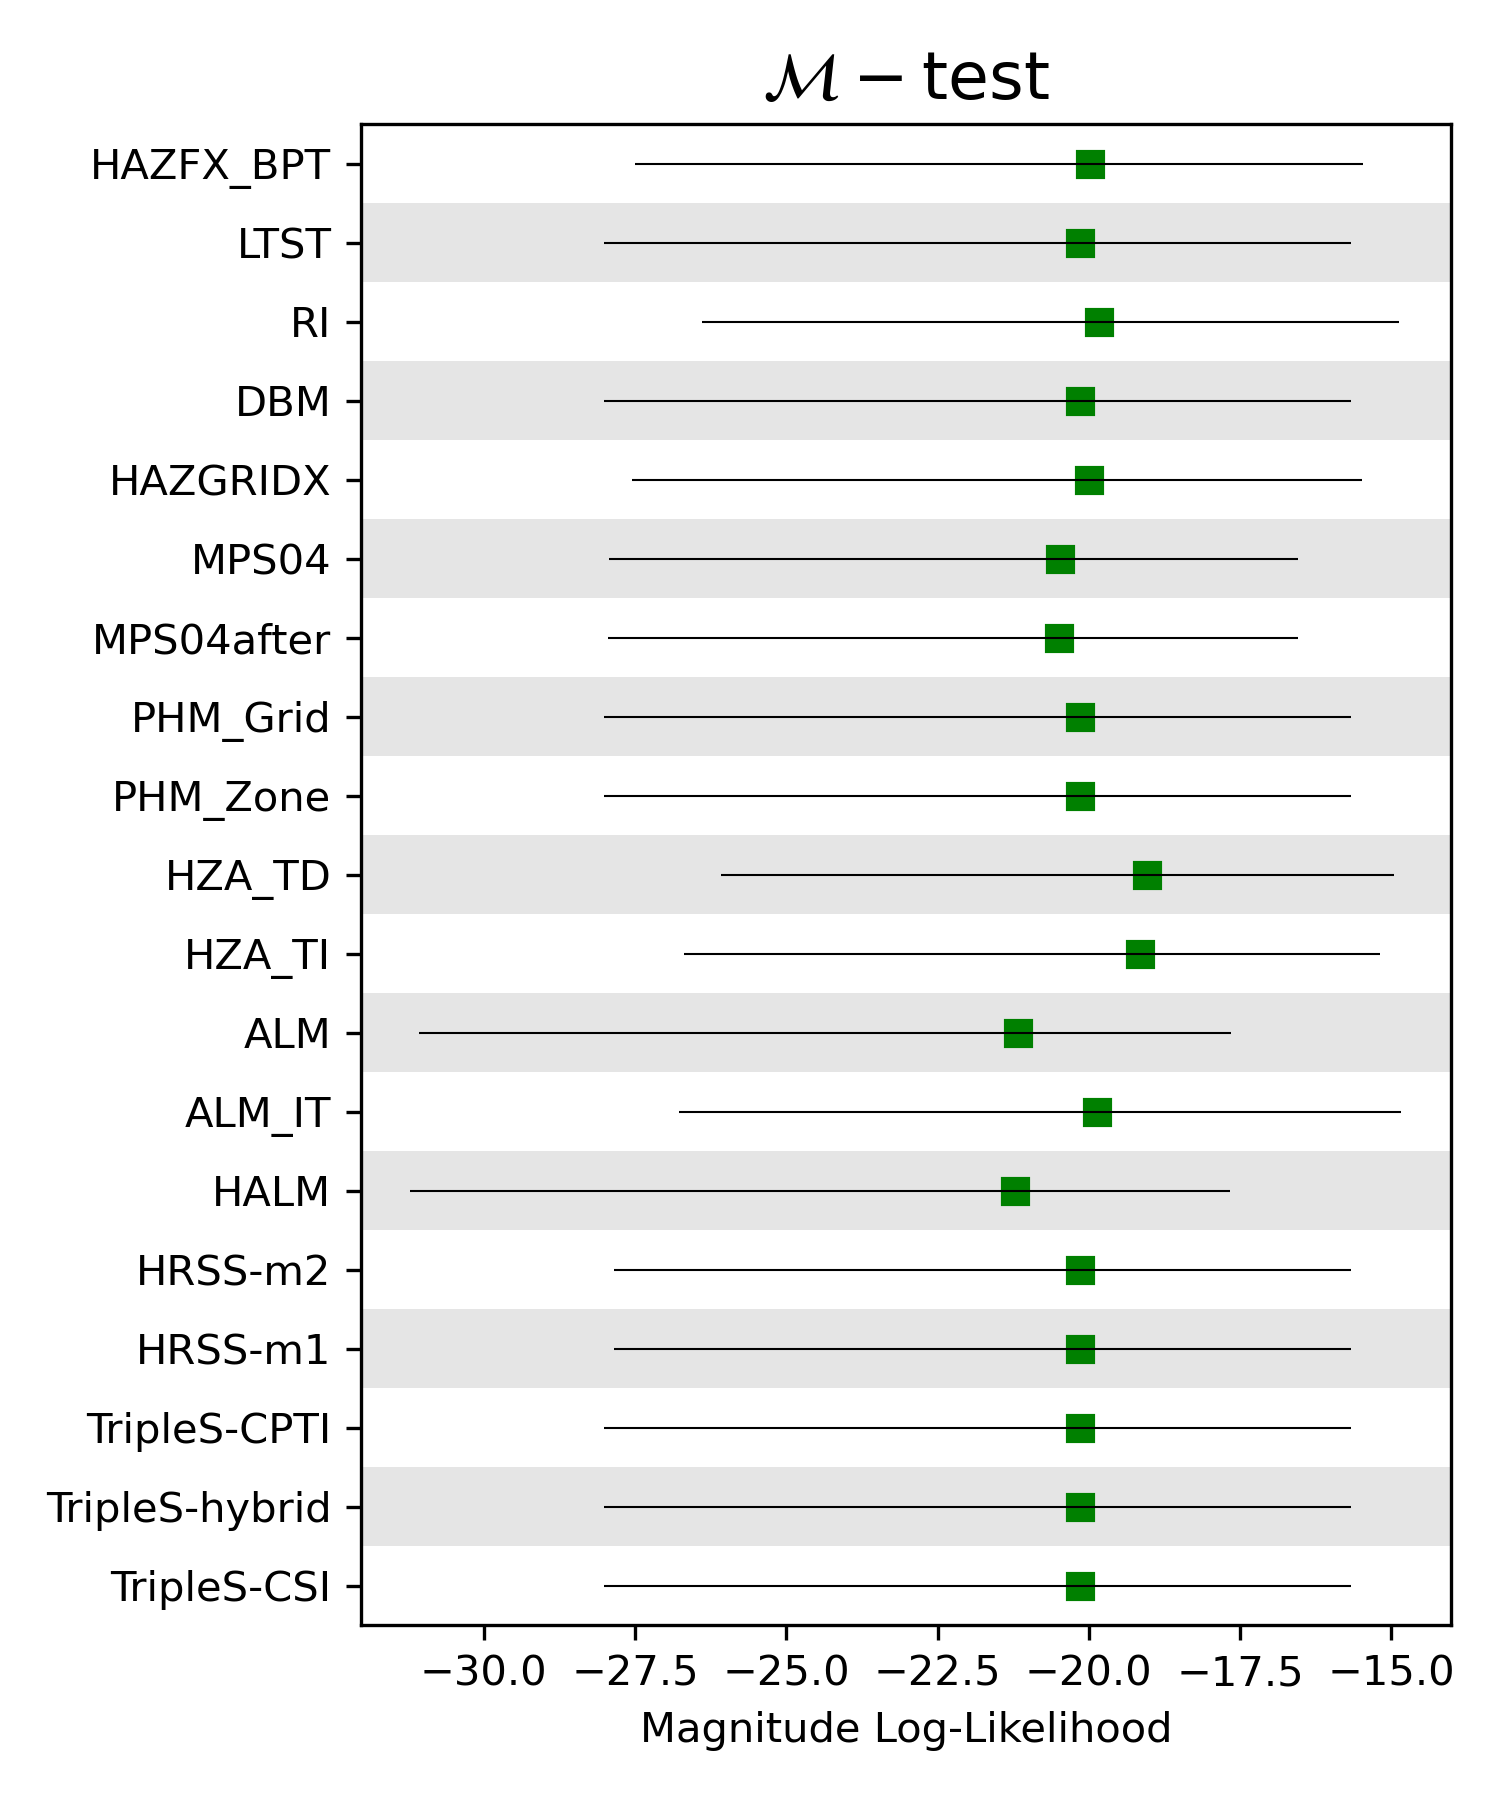 ℳ − test
HAZFX_BPT
LTST
RI
DBM
HAZGRIDX
MPS04
MPS04after
PHM_Grid
PHM_Zone
HZA_TD
HZA_TI
ALM
ALM_IT
HALM
HRSS-m2
HRSS-m1
TripleS-CPTI
TripleS-hybrid
TripleS-CSI
−30.0 −27.5 −25.0 −22.5 −20.0 −17.5 −15.0
Magnitude Log-Likelihood